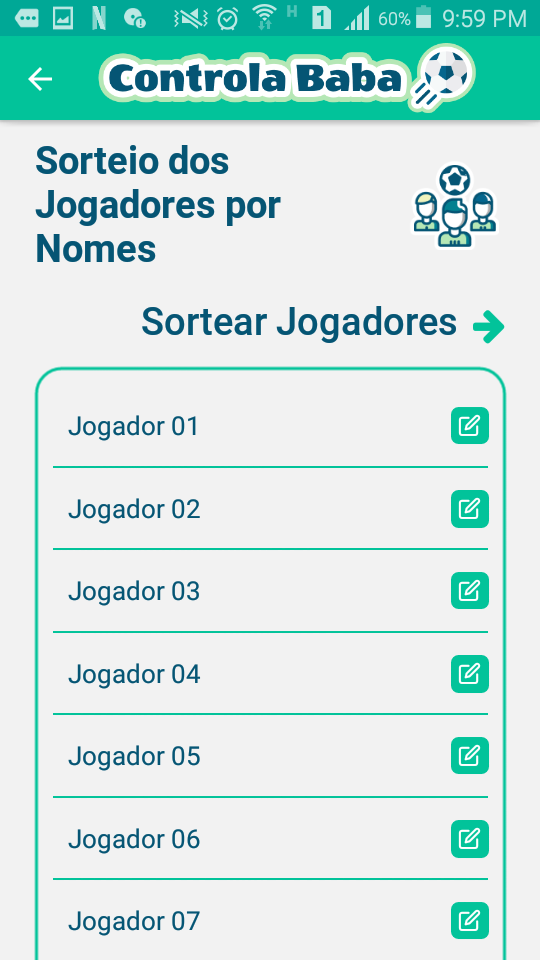 N H 1 60% 9:59 PM
Controla Baba
Sorteio dos
Jogadores por
Nomes
Sortear Jogadores
Jogador 01
Jogador 02
Jogador 03
Jogador 04
Jogador 05
Jogador 06
Jogador 07